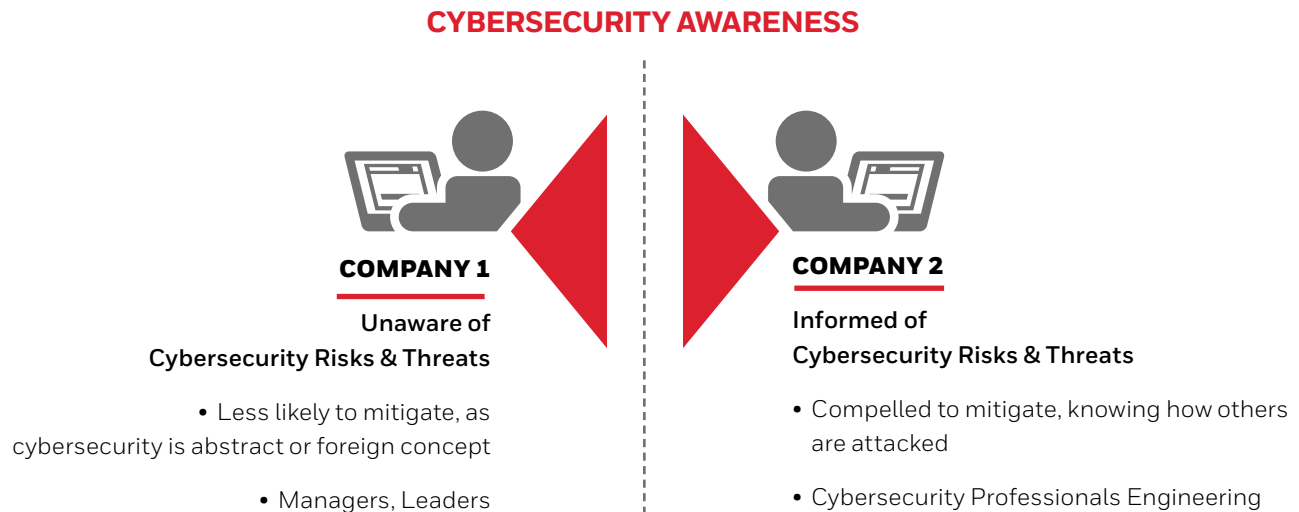 CYBERSECURITY AWARENESS
COMPANY 1
Unaware of
Cybersecurity Risks & Threats
• Less likely to mitigate, as
cybersecurity is abstract or foreign concept
• Managers, Leaders
COMPANY 2
Informed of
Cybersecurity Risks & Threats
• Compelled to mitigate, knowing how others
are attacked
• Cybersecurity Professionals Engineering